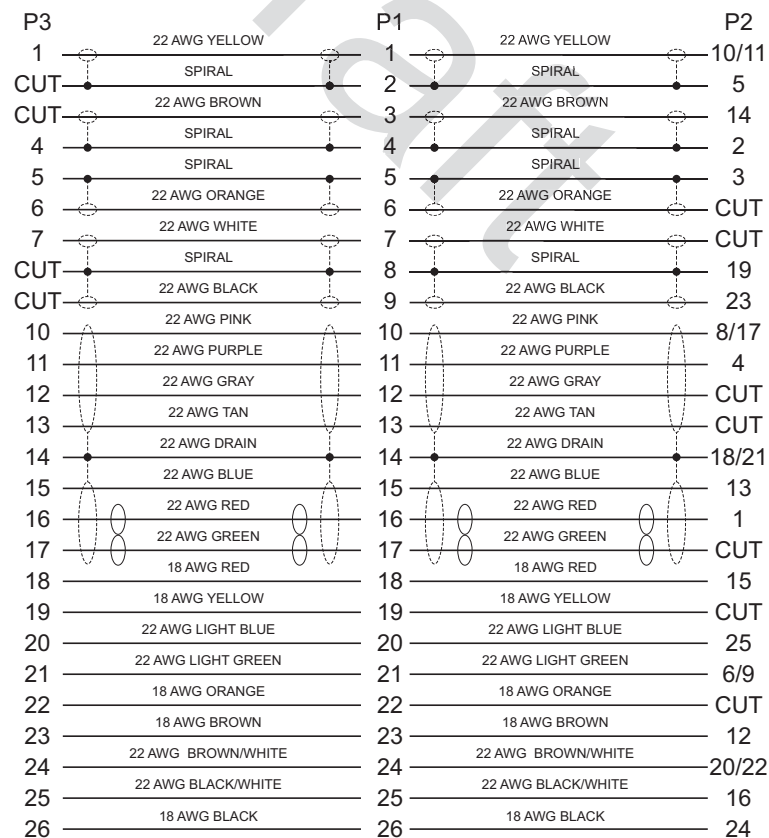 P3 P1 P2
1 22 AWG YELLOW 1 22 AWG YELLOW 10/11
CUT SPIRAL 2 SPIRAL 5
CUT 22 AWG BROWN 3 22 AWG BROWN 14
4 SPIRAL 4 SPIRAL 2
5 SPIRAL 5 SPIRAL 3
6 22 AWG ORANGE 6 22 AWG ORANGE CUT
7 22 AWG WHITE 7 22 AWG WHITE CUT
CUT SPIRAL 8 SPIRAL 19
CUT 22 AWG BLACK 9 22 AWG BLACK 23
10 22 AWG PINK 10 22 AWG PINK 8/17
11 22 AWG PURPLE 11 22 AWG PURPLE 4
12 22 AWG GRAY 12 22 AWG GRAY CUT
13 22 AWG TAN 13 22 AWG TAN CUT
14 22 AWG DRAIN 14 22 AWG DRAIN 18/21
15 22 AWG BLUE 15 22 AWG BLUE 13
16 22 AWG RED 16 22 AWG RED 1
17 22 AWG GREEN 17 22 AWG GREEN CUT
18 18 AWG RED 18 18 AWG RED 15
19 18 AWG YELLOW 19 18 AWG YELLOW CUT
20 22 AWG LIGHT BLUE 20 22 AWG LIGHT BLUE 25
21 22 AWG LIGHT GREEN 21 22 AWG LIGHT GREEN 6/9
22 18 AWG ORANGE 22 18 AWG ORANGE CUT
23 18 AWG BROWN 23 18 AWG BROWN 12
24 22 AWG BROWN/WHITE 24 22 AWG BROWN/WHITE 20/22
25 22 AWG BLACK/WHITE 25 22 AWG BLACK/WHITE 16
26 18 AWG BLACK 26 18 AWG BLACK 24